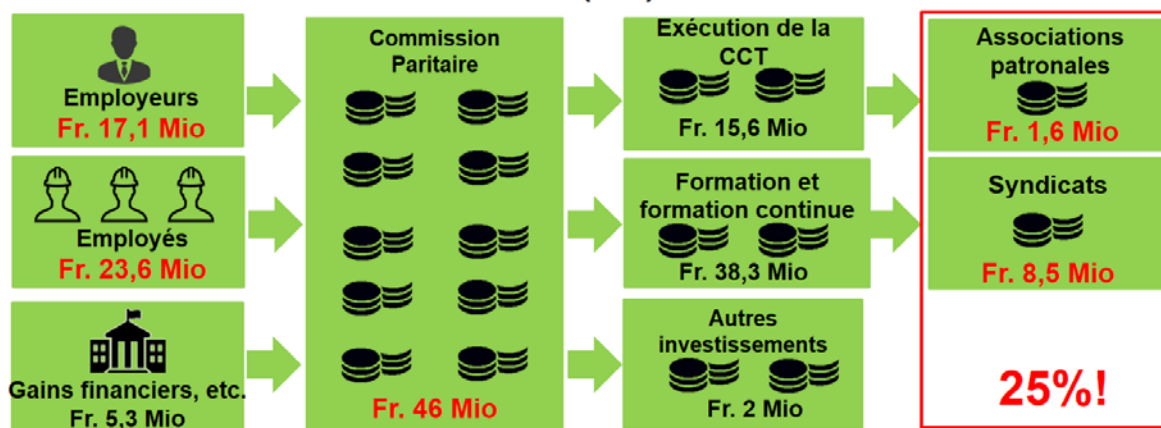 Employeurs
Fr. 17,1 Mio
Employés
Fr. 23,6 Mio
Gains financiers, etc.
Fr. 5,3 Mio
Commission
Paritaire
Fr. 46 Mio
Exécution de la
CCT
Fr. 15,6 Mio
Formation et
formation continue
Fr. 38,3 Mio
Autres
investissements
Fr. 2 Mio
Associations
patronales
Fr. 1,6 Mio
Syndicats
Fr. 8,5 Mio
25%!